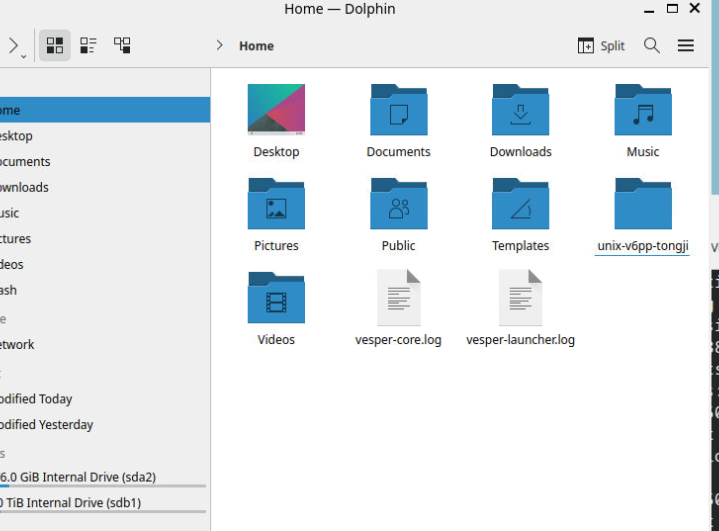 Home — Dolphin
Split
Home
ome
esktop
ocuments
ownloads
usic
ctures
deos
ash
e
etwork
odified Today
odified Yesterday
s
6.0 GiB Internal Drive (sda2)
0 TiB Internal Drive (sdb1)
Desktop
Documents
Downloads
Music
Pictures
Public
Templates
unix-v6pp-tongji
Videos
vesper-core.log
vesper-launcher.log